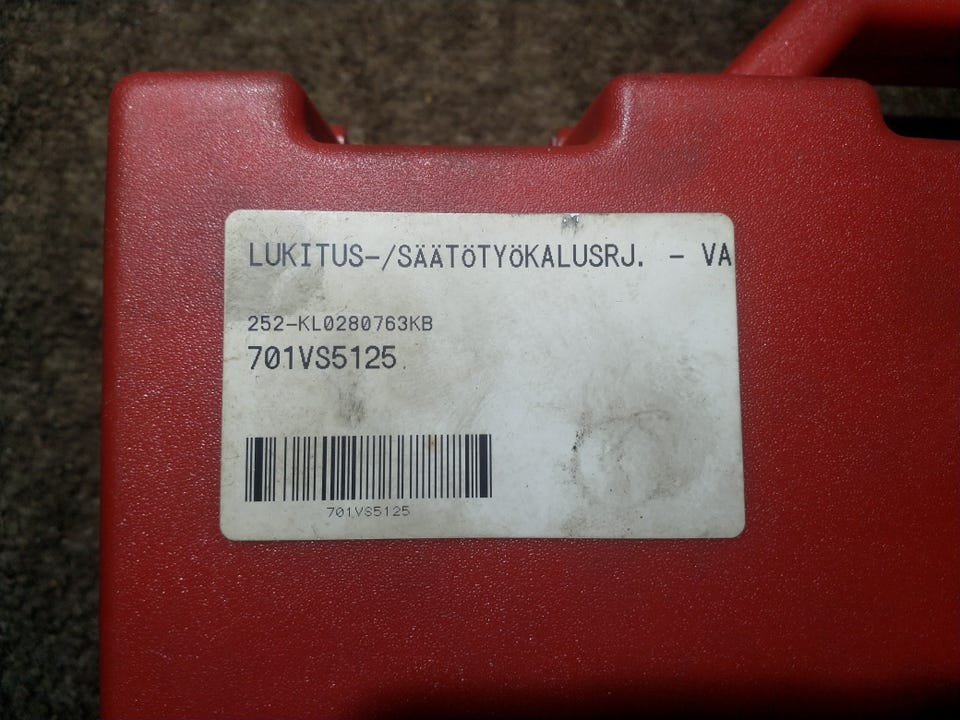 LUKITUS-/SÄÄTÖTYÖKALUSRJ. - VA
252-KL0280763KB
701VS5125
701VS5125